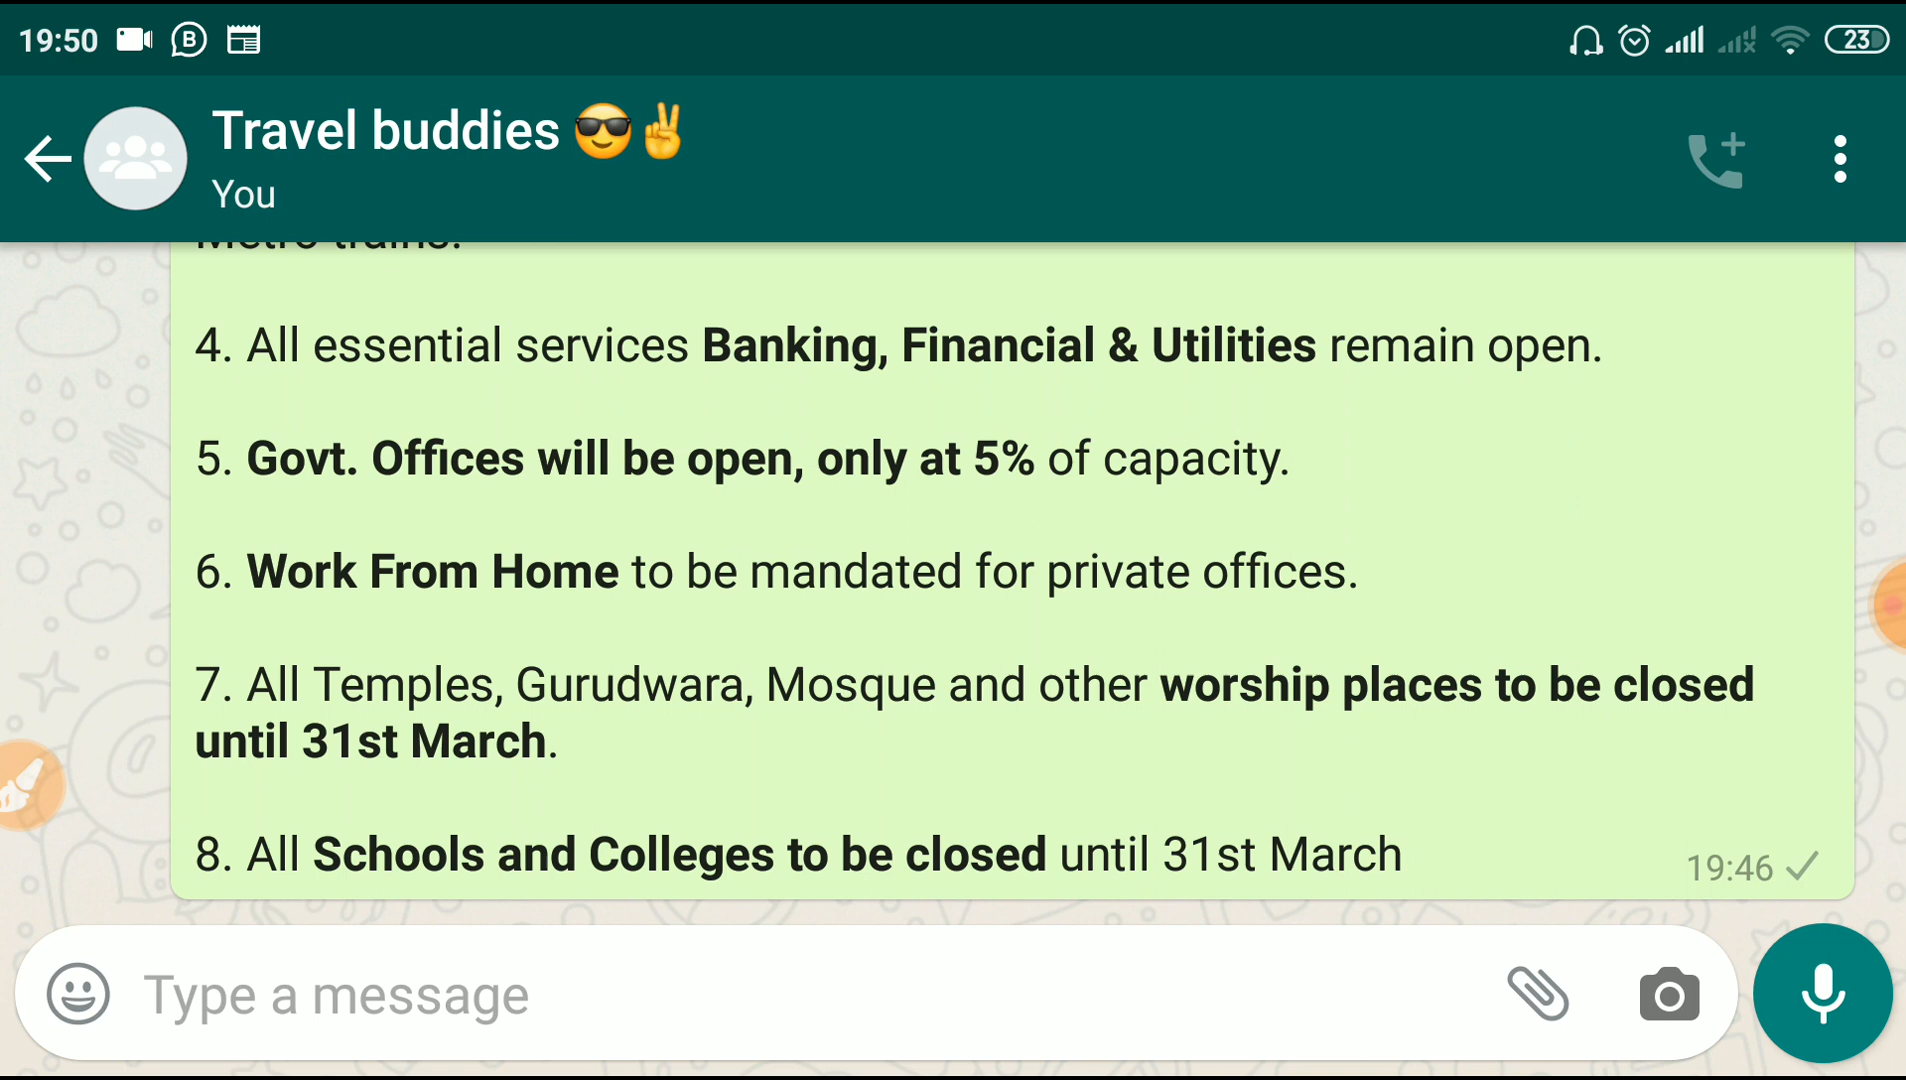 19:50
B
23
Travel buddies 😎✌
You
Metro trains.
4. All essential services Banking, Financial & Utilities remain open.
5. Govt. Offices will be open, only at 5% of capacity.
6. Work From Home to be mandated for private offices.
7. All Temples, Gurudwara, Mosque and other worship places to be closed
until 31st March.
8. All Schools and Colleges to be closed until 31st March
19:46
Type a message